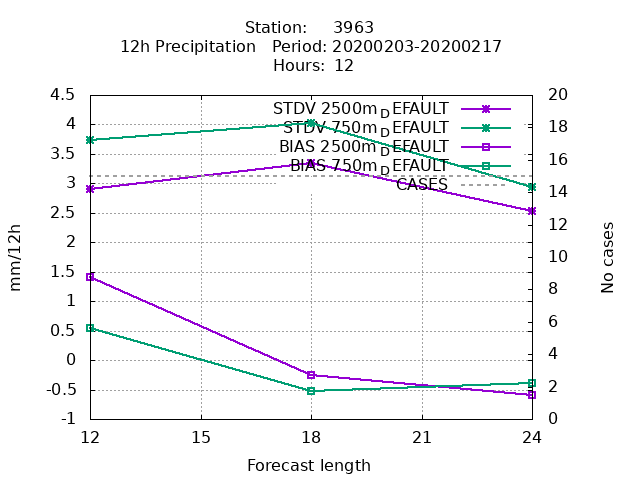 Station: 3963
12h Precipitation Period: 20200203-20200217
Hours: 12
STDV 2500m_DEFAULT
STDV 750m_DEFAULT
BIAS 2500m_DEFAULT
BIAS 750m_DEFAULT
CASES
4.5
4
3.5
3
2.5
2
1.5
1
0.5
0
-0.5
-1
mm/12h
20
18
16
14
12
10
8
6
4
2
0
No cases
12 15 18 21 24
Forecast length